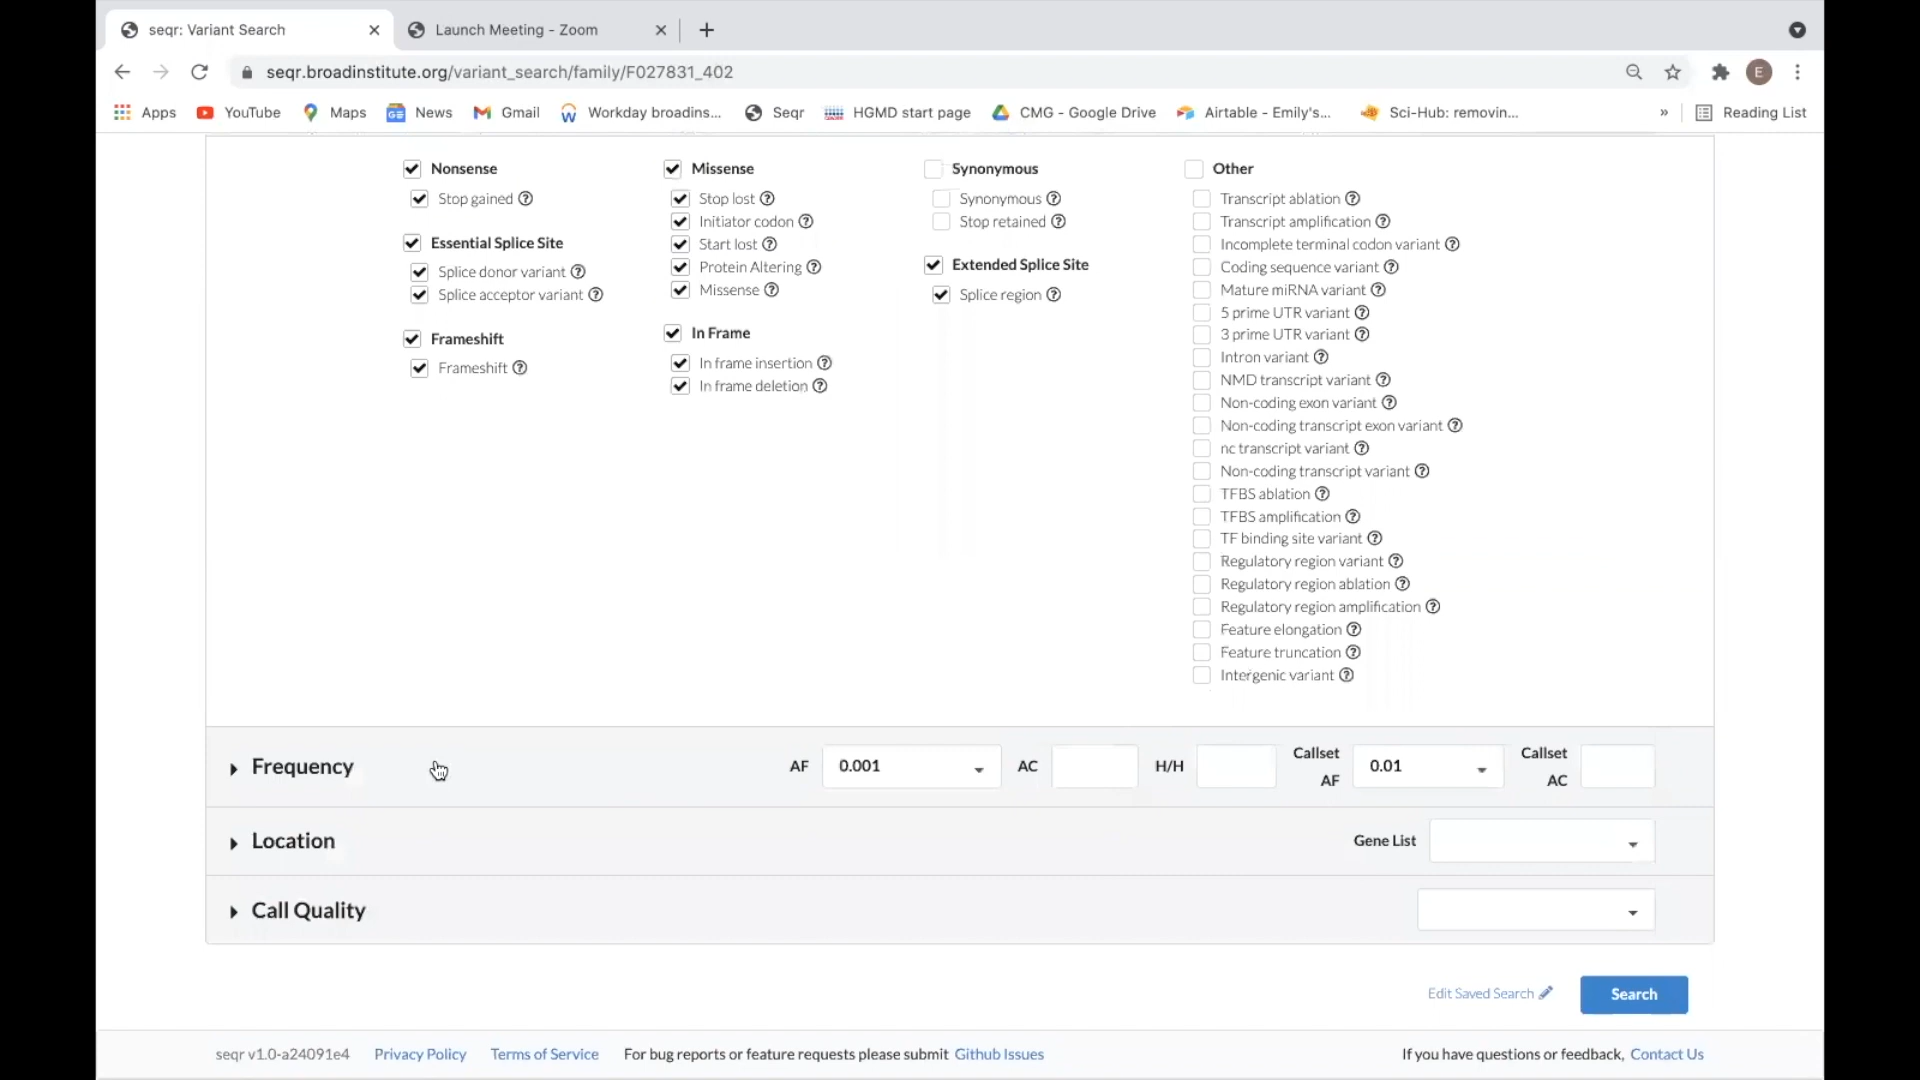 seqr: Variant Search
Launch Meeting - Zoom
seqr.broadinstitute.org/variant_search/family/F027831_402
E
Apps YouTube Maps News Gmail Workday broadins... Seqr HGMD start page CMG - Google Drive Airtable - Emily's... Sci-Hub: removin... » Reading List
Nonsense
Stop gained
Essential Splice Site
Splice donor variant
Splice acceptor variant
Frameshift
Frameshift
Missense
Stop lost
Initiator codon
Start lost
Protein Altering
Missense
In Frame
In frame insertion
In frame deletion
Synonymous
Synonymous
Stop retained
Extended Splice Site
Splice region
Other
Transcript ablation
Transcript amplification
Incomplete terminal codon variant
Coding sequence variant
Mature miRNA variant
5 prime UTR variant
3 prime UTR variant
Intron variant
NMD transcript variant
Non-coding exon variant
Non-coding transcript exon variant
nc transcript variant
Non-coding transcript variant
TFBS ablation
TFBS amplification
TF binding site variant
Regulatory region variant
Regulatory region ablation
Regulatory region amplification
Feature elongation
Feature truncation
Intergenic variant
Frequency AF 0.001 AC H/H Callset AF 0.01 Callset AC
Location Gene List
Call Quality
Edit Saved Search Search
seqr v1.0-a24091e4 Privacy Policy Terms of Service For bug reports or feature requests please submit Github Issues If you have questions or feedback, Contact Us